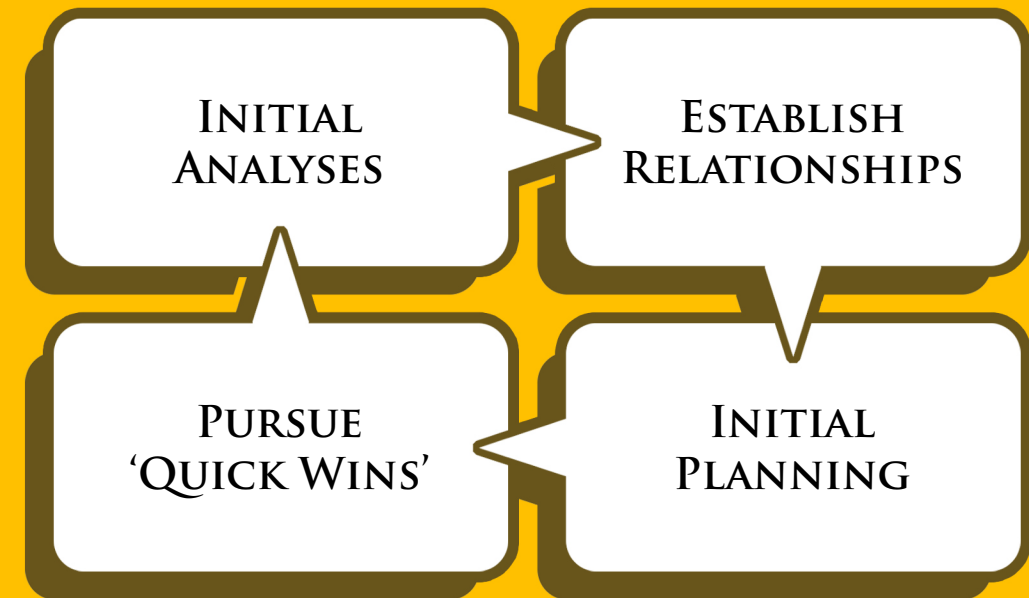 INITIAL
ANALYSES
ESTABLISH
RELATIONSHIPS
PURSUE
‘QUICK WINS’
INITIAL
PLANNING